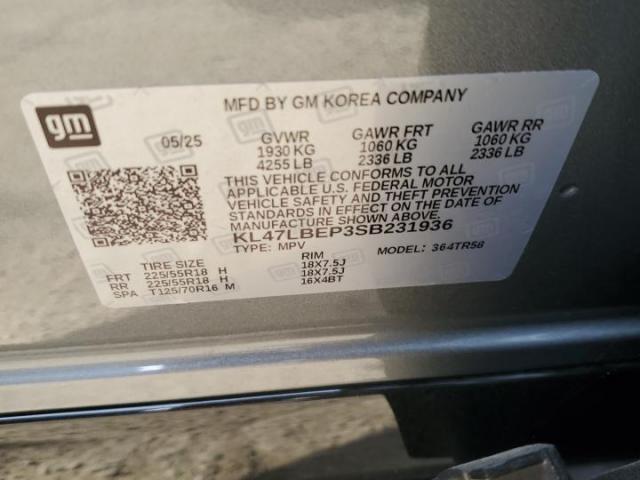 gm
MFD BY GM KOREA COMPANY
05/25 GVWR GAWR FRT GAWR RR
1930 KG 1060 KG 1060 KG
4255 LB 2336 LB 2336 LB
THIS VEHICLE CONFORMS TO ALL
APPLICABLE U.S. FEDERAL MOTOR
VEHICLE SAFETY AND THEFT PREVENTION
STANDARDS IN EFFECT ON THE DATE OF
MANUFACTURE SHOWN ABOVE.
KL47LBEP3SB231936
TYPE: MPV MODEL: 364TR58
TIRE SIZE RIM
FRT 225/55R18 H 18X7.5J
RR 225/55R18 H 18X7.5J
SPA T125/70R16 M 16X4BT